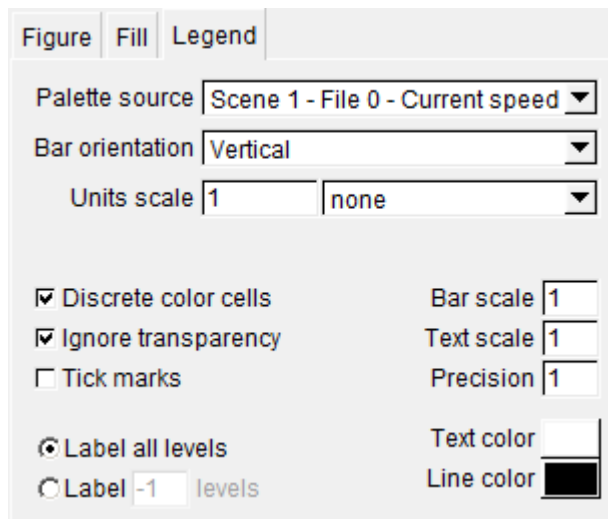 Figure Fill Legend
Palette source Scene 1 - File 0 - Current speed
Bar orientation Vertical
Units scale 1 none
Discrete color cells Bar scale 1
Ignore transparency Text scale 1
Tick marks Precision 1
Label all levels Text color
Label -1 levels Line color